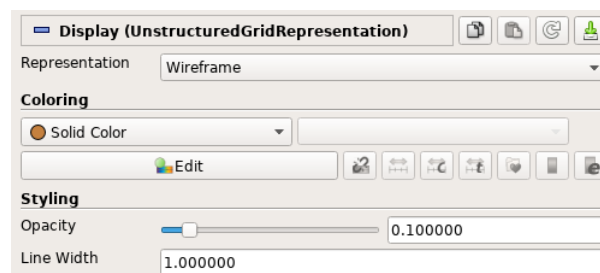 Display (UnstructuredGridRepresentation)
Representation Wireframe
Coloring
Solid Color
Edit
Styling
Opacity 0.100000
Line Width 1.000000